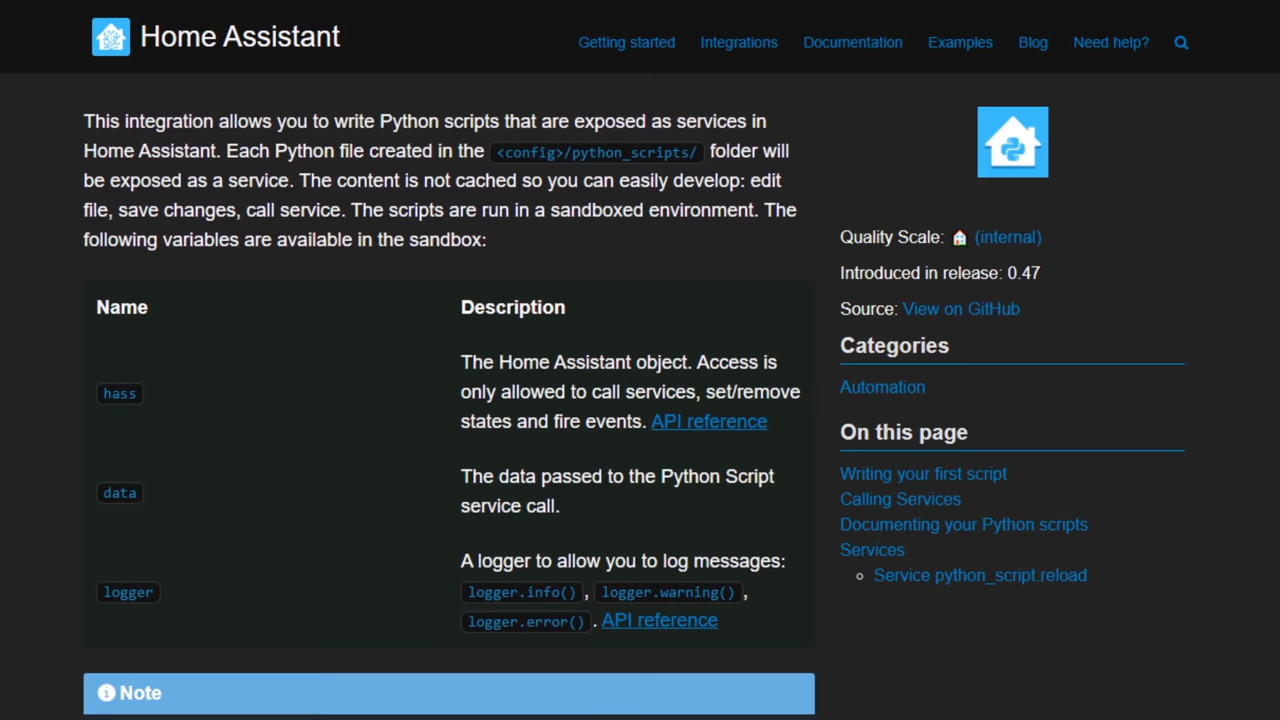 Home Assistant
Getting started Integrations Documentation Examples Blog Need help?
This integration allows you to write Python scripts that are exposed as services in
Home Assistant. Each Python file created in the <config>/python_scripts/ folder will
be exposed as a service. The content is not cached so you can easily develop: edit
file, save changes, call service. The scripts are run in a sandboxed environment. The
following variables are available in the sandbox:
Name Description
hass
The Home Assistant object. Access is
only allowed to call services, set/remove
states and fire events. API reference
data
The data passed to the Python Script
service call.
logger
A logger to allow you to log messages:
logger.info(), logger.warning(),
logger.error(). API reference
Note
Quality Scale: 🏠 (internal)
Introduced in release: 0.47
Source: View on GitHub
Categories
Automation
On this page
Writing your first script
Calling Services
Documenting your Python scripts
Services
Service python_script.reload